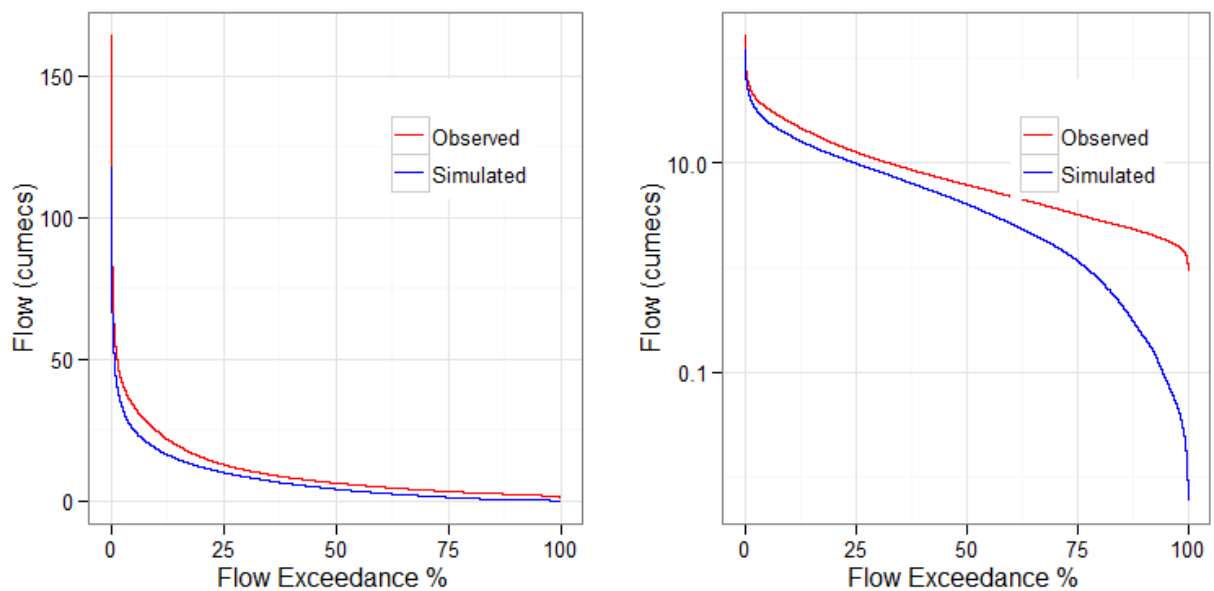 Flow (cumecs)
150
100
50
0
Observed
Simulated
0 25 50 75 100
Flow Exceedance %
Flow (cumecs)
10.0
0.1
Observed
Simulated
0 25 50 75 100
Flow Exceedance %